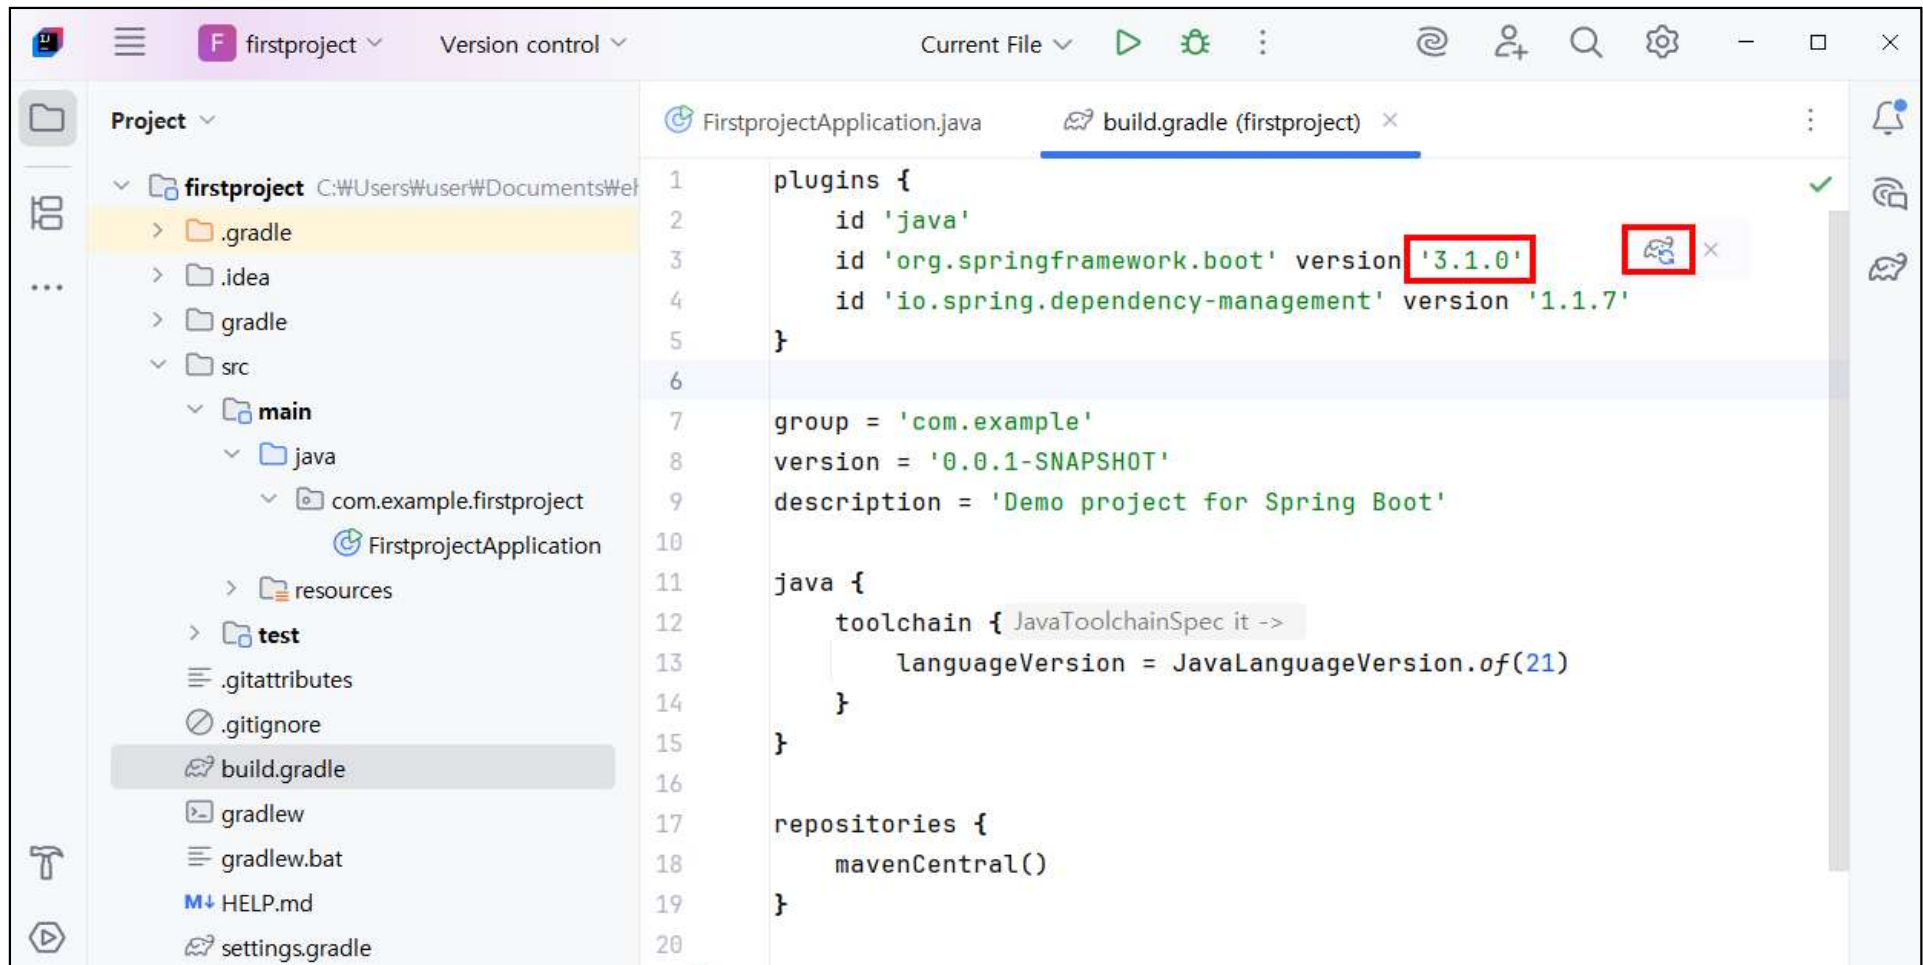 F firstproject Version control Current File
Project
FirstprojectApplication.java build.gradle (firstproject)
firstproject C:₩Users₩user₩Documents₩eh
.gradle
.idea
gradle
src
main
java
com.example.firstproject
FirstprojectApplication
resources
test
.gitattributes
.gitignore
build.gradle
gradlew
gradlew.bat
M↓ HELP.md
settings.gradle
1 plugins {
2 id 'java'
3 id 'org.springframework.boot' version '3.1.0'
4 id 'io.spring.dependency-management' version '1.1.7'
5 }
6
7 group = 'com.example'
8 version = '0.0.1-SNAPSHOT'
9 description = 'Demo project for Spring Boot'
10
11 java {
12 toolchain { JavaToolchainSpec it ->
13 languageVersion = JavaLanguageVersion.of(21)
14 }
15 }
16
17 repositories {
18 mavenCentral()
19 }
20